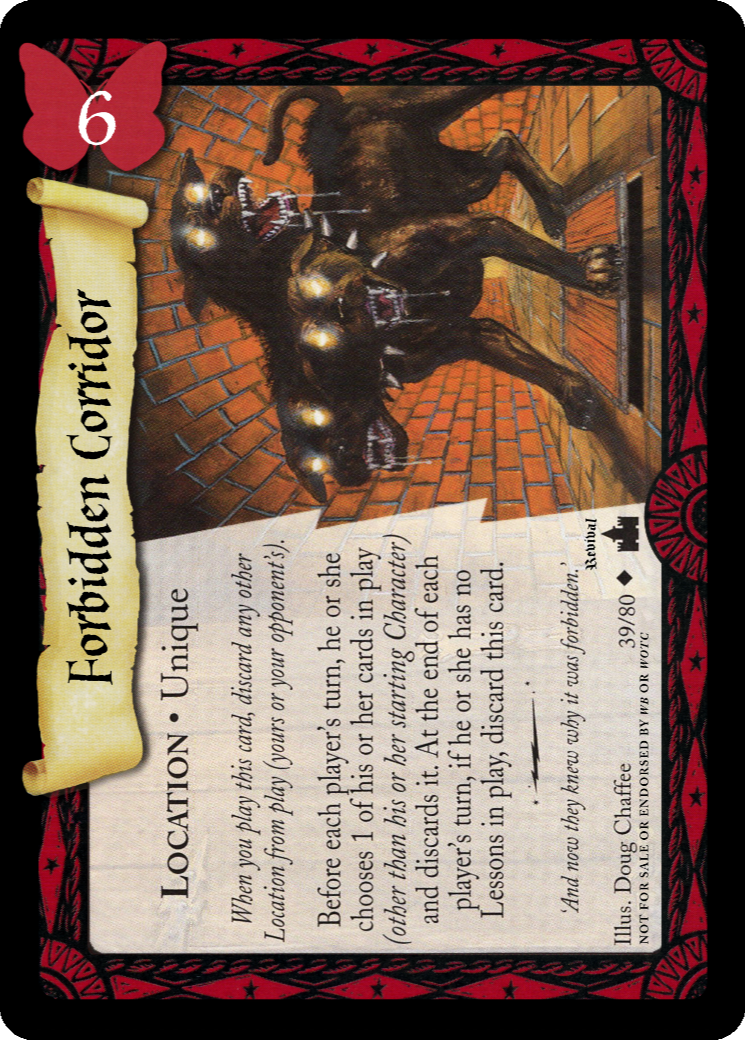 6
Forbidden Corridor
LOCATION • Unique
When you play this card, discard any other
Location from play (yours or your opponent's).
Before each player's turn, he or she
chooses 1 of his or her cards in play
(other than his or her starting Character)
and discards it. At the end of each
player's turn, if he or she has no
Lessons in play, discard this card.
'And now they knew why it was forbidden.'
Revival
Illus. Doug Chaffee
39/80
NOT FOR SALE OR ENDORSED BY WB OR WOTC